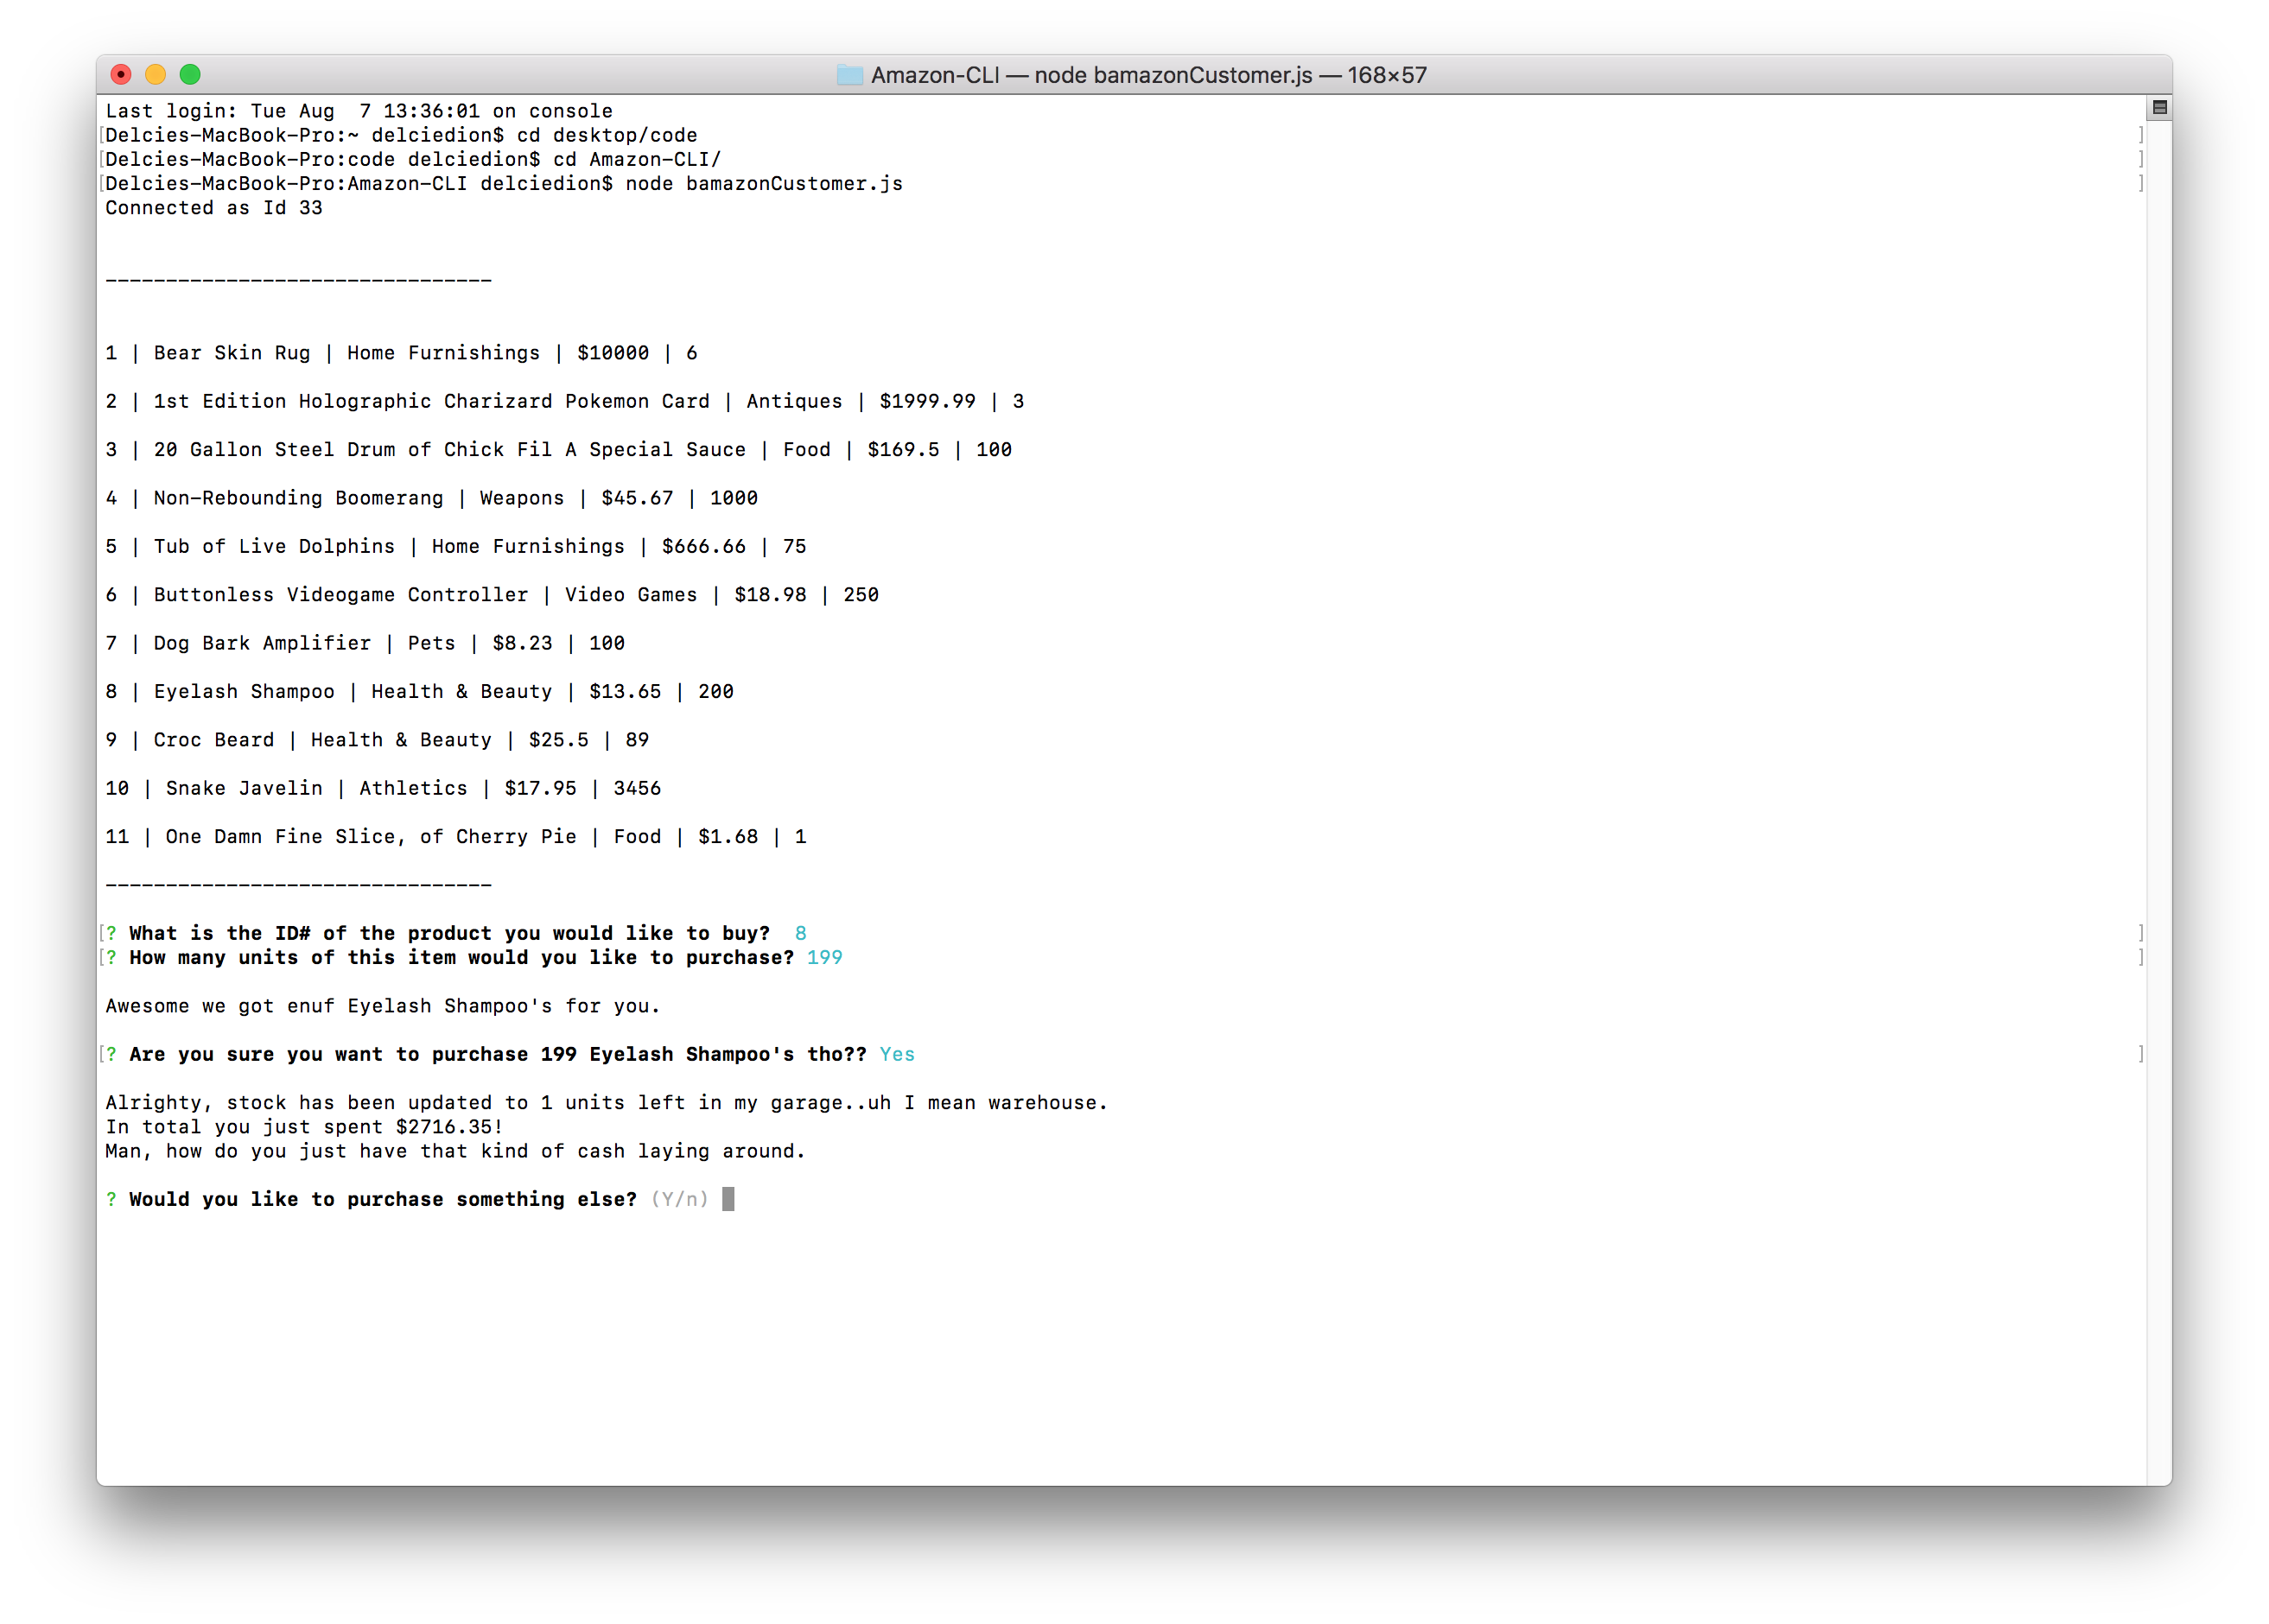 Amazon-CLI — node bamazonCustomer.js — 168×57
Last login: Tue Aug  7 13:36:01 on console
[Delcies-MacBook-Pro:~ delciedion$ cd desktop/code ]
[Delcies-MacBook-Pro:code delciedion$ cd Amazon-CLI/ ]
[Delcies-MacBook-Pro:Amazon-CLI delciedion$ node bamazonCustomer.js ]
Connected as Id 33
--------------------------------
1 | Bear Skin Rug | Home Furnishings | $10000 | 6
2 | 1st Edition Holographic Charizard Pokemon Card | Antiques | $1999.99 | 3
3 | 20 Gallon Steel Drum of Chick Fil A Special Sauce | Food | $169.5 | 100
4 | Non-Rebounding Boomerang | Weapons | $45.67 | 1000
5 | Tub of Live Dolphins | Home Furnishings | $666.66 | 75
6 | Buttonless Videogame Controller | Video Games | $18.98 | 250
7 | Dog Bark Amplifier | Pets | $8.23 | 100
8 | Eyelash Shampoo | Health & Beauty | $13.65 | 200
9 | Croc Beard | Health & Beauty | $25.5 | 89
10 | Snake Javelin | Athletics | $17.95 | 3456
11 | One Damn Fine Slice, of Cherry Pie | Food | $1.68 | 1
--------------------------------
[? What is the ID# of the product you would like to buy?  8 ]
[? How many units of this item would you like to purchase? 199 ]
Awesome we got enuf Eyelash Shampoo's for you.
[? Are you sure you want to purchase 199 Eyelash Shampoo's tho?? Yes ]
Alrighty, stock has been updated to 1 units left in my garage..uh I mean warehouse.
In total you just spent $2716.35!
Man, how do you just have that kind of cash laying around.
? Would you like to purchase something else? (Y/n)